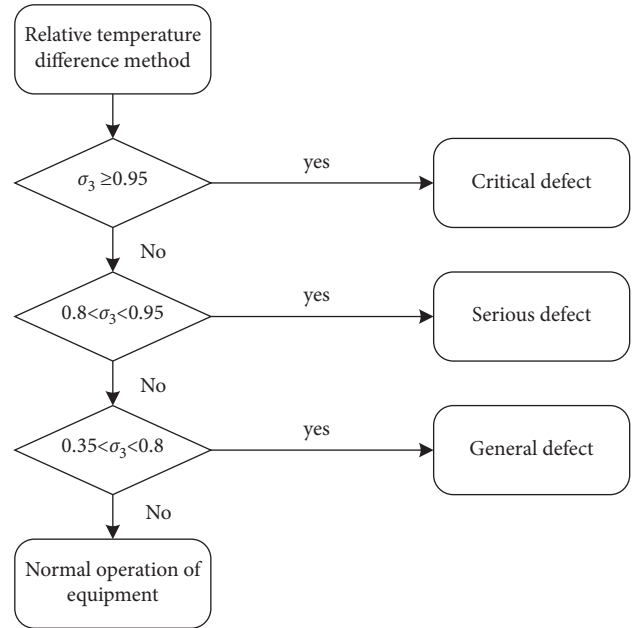 Relative temperature
difference method
σ₃ ≥0.95
yes
Critical defect
No
0.8<σ₃<0.95
yes
Serious defect
No
0.35<σ₃<0.8
yes
General defect
No
Normal operation of
equipment